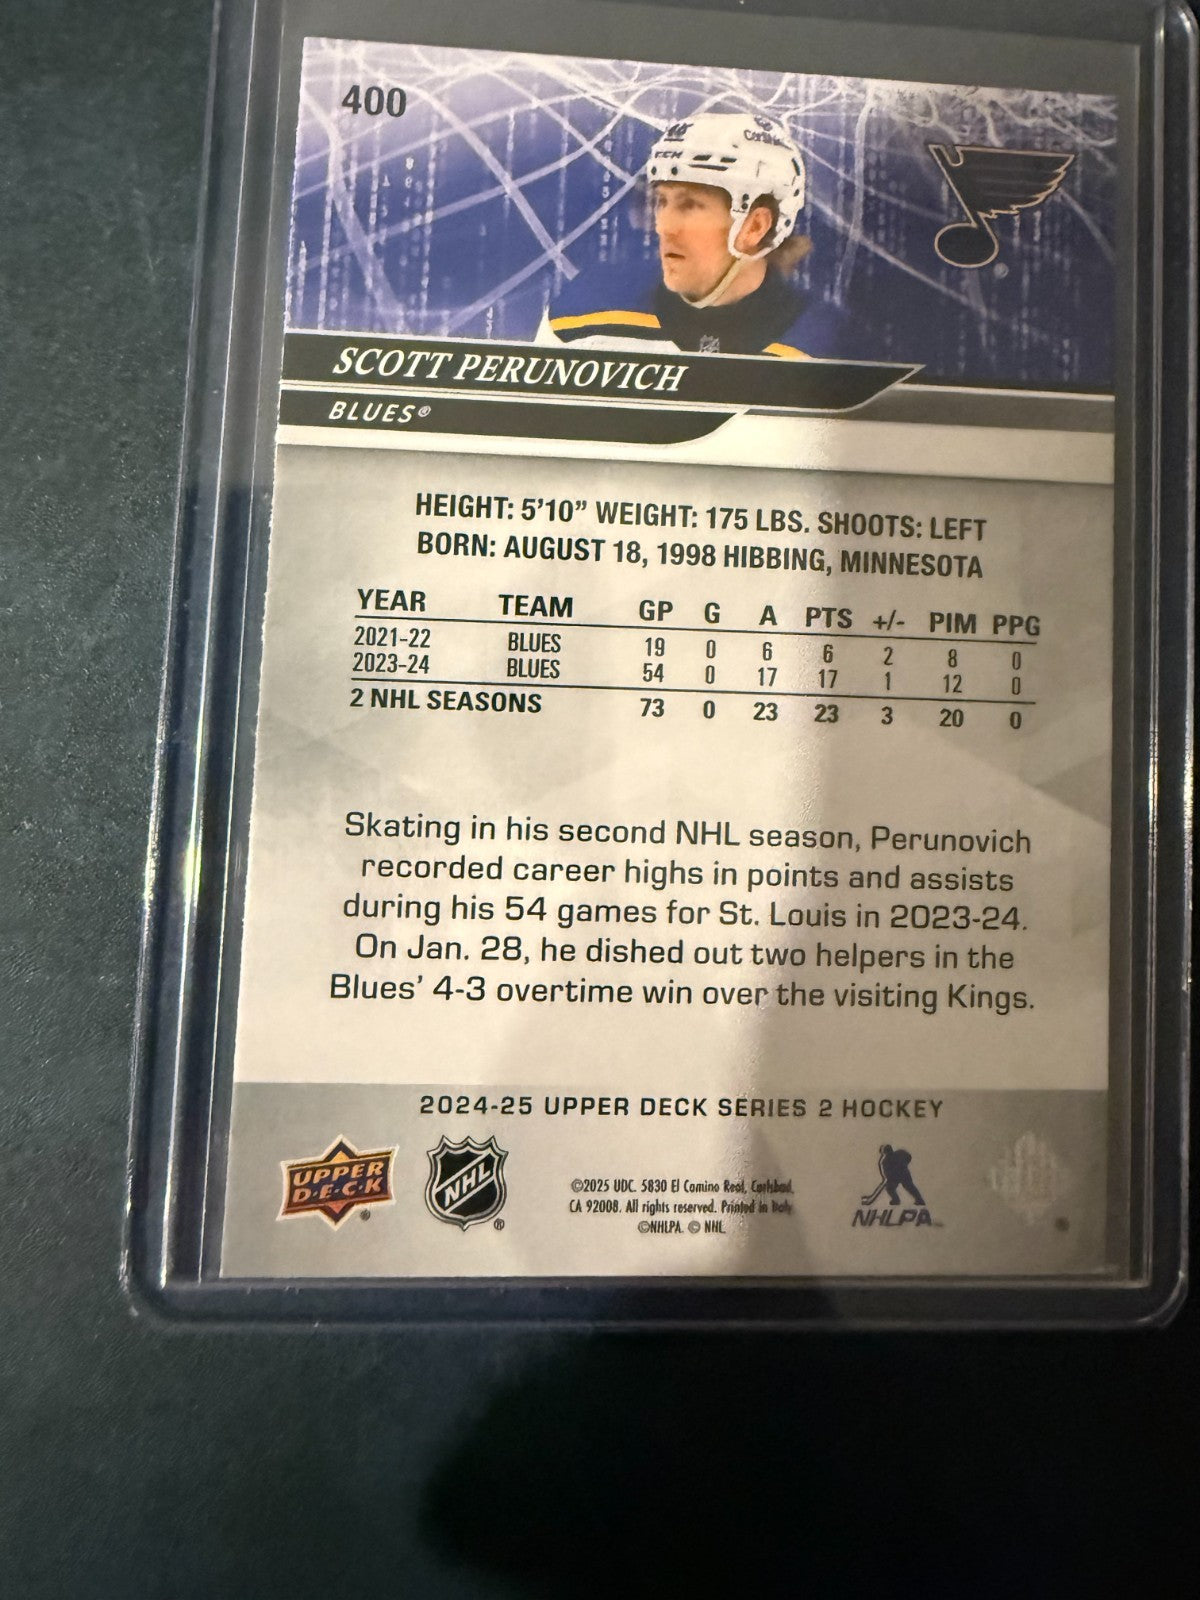 400
CCM
SCOTT PERUNOVICH
BLUES®
HEIGHT: 5'10" WEIGHT: 175 LBS. SHOOTS: LEFT
BORN: AUGUST 18, 1998 HIBBING, MINNESOTA
YEAR TEAM GP G A PTS +/- PIM PPG
2021-22 BLUES 19 0 6 6 2 8 0
2023-24 BLUES 54 0 17 17 1 12 0
2 NHL SEASONS 73 0 23 23 3 20 0
Skating in his second NHL season, Perunovich
recorded career highs in points and assists
during his 54 games for St. Louis in 2023-24.
On Jan. 28, he dished out two helpers in the
Blues' 4-3 overtime win over the visiting Kings.
2024-25 UPPER DECK SERIES 2 HOCKEY
UPPER
D·E·C·K
®
NHL
®
©2025 UDC. 5830 El Camino Real, Carlsbad,
CA 92008. All rights reserved. Printed in Italy
©NHLPA. © NHL
NHLPA